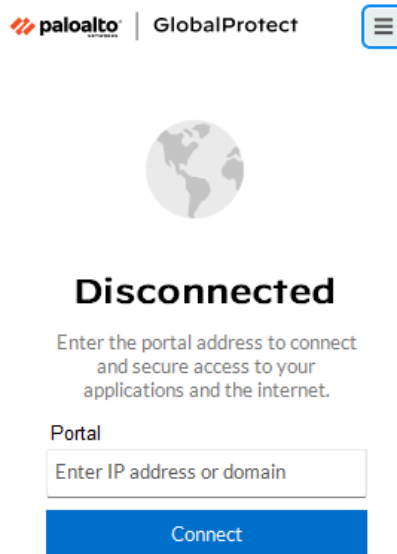 paloalto NETWORKS GlobalProtect
Disconnected
Enter the portal address to connect
and secure access to your
applications and the internet.
Portal
Enter IP address or domain
Connect